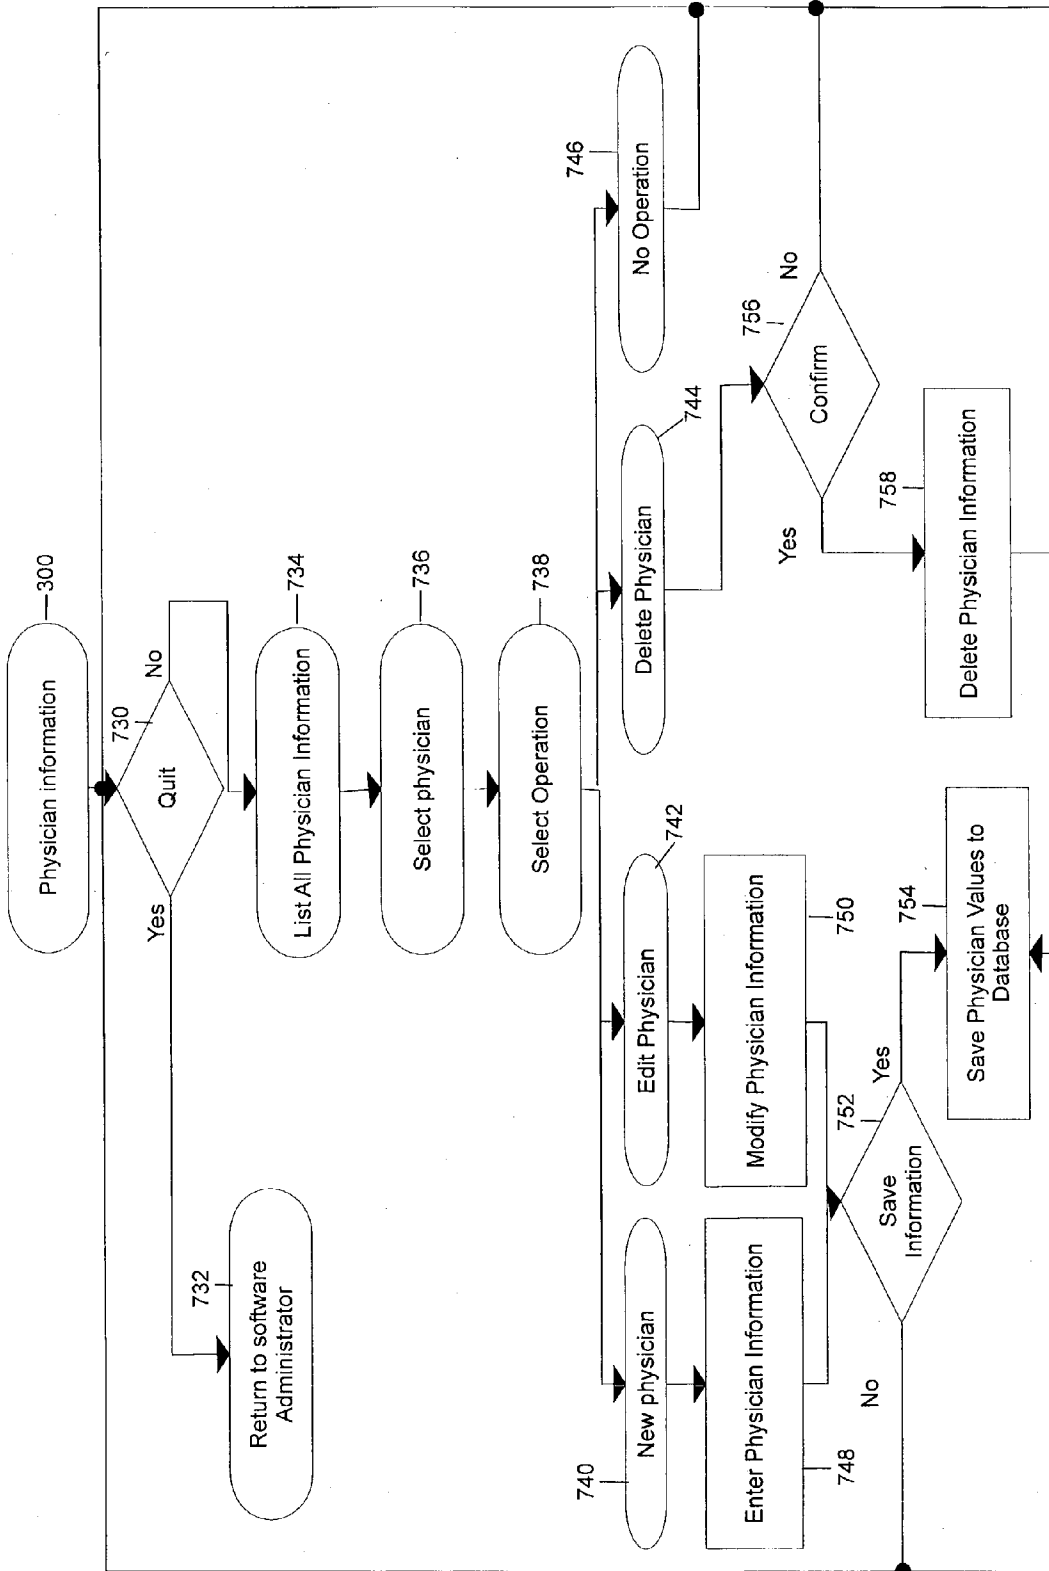 Physician information
300
730
Quit
No
Yes
732
Return to software
Administrator
List All Physician Information
734
Select physician
736
Select Operation
738
740
New physician
Edit Physician
742
Delete Physician
744
746
No Operation
Enter Physician Information
748
Modify Physician Information
750
752
Save
Information
No
Yes
754
Save Physician Values to
Database
756
Confirm
Yes
No
758
Delete Physician Information